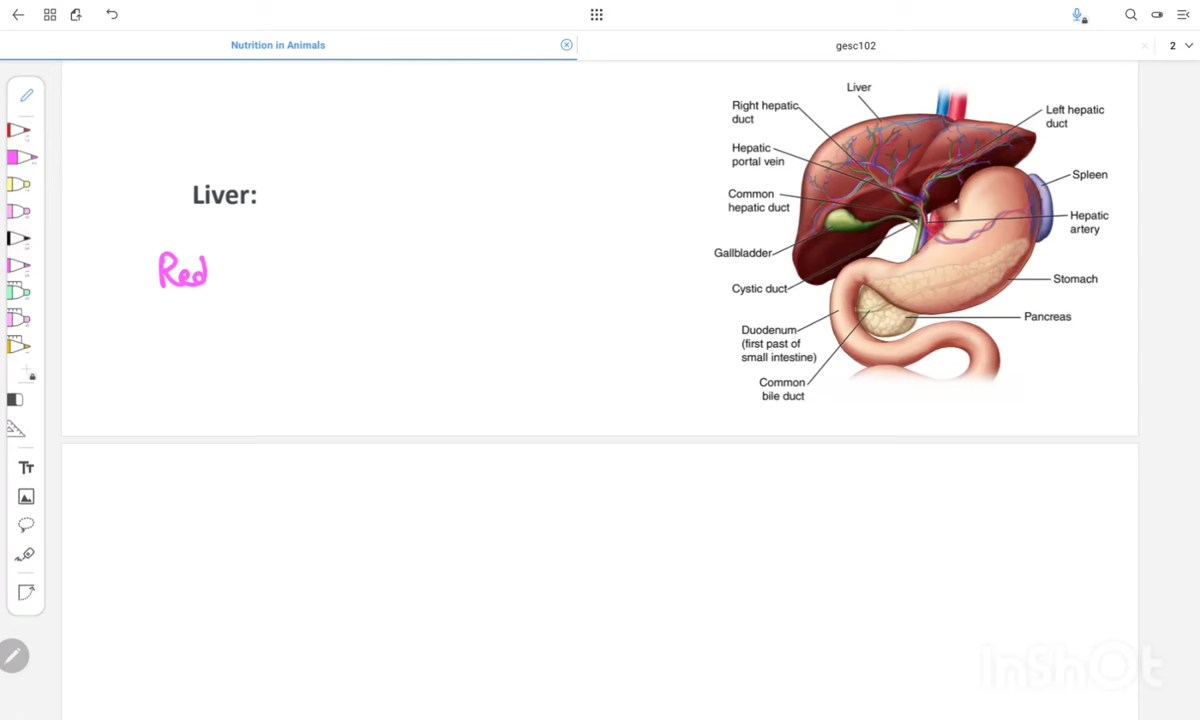 Nutrition in Animals
gesc102
2
Liver:
Red
Liver
Right hepatic
duct
Left hepatic
duct
Hepatic
portal vein
Spleen
Common
hepatic duct
Hepatic
artery
Gallbladder
Stomach
Cystic duct
Pancreas
Duodenum
(first past of
small intestine)
Common
bile duct
TT
InShOt